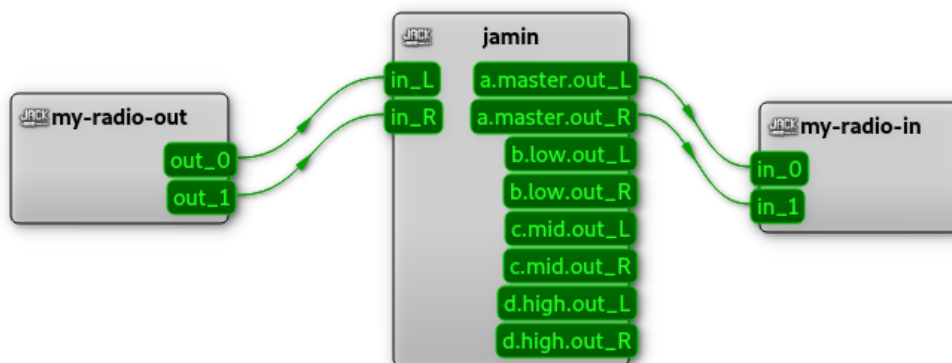 JACK my-radio-out
out_0
out_1
JACK jamin
in_L
in_R
a.master.out_L
a.master.out_R
b.low.out_L
b.low.out_R
c.mid.out_L
c.mid.out_R
d.high.out_L
d.high.out_R
JACK my-radio-in
in_0
in_1